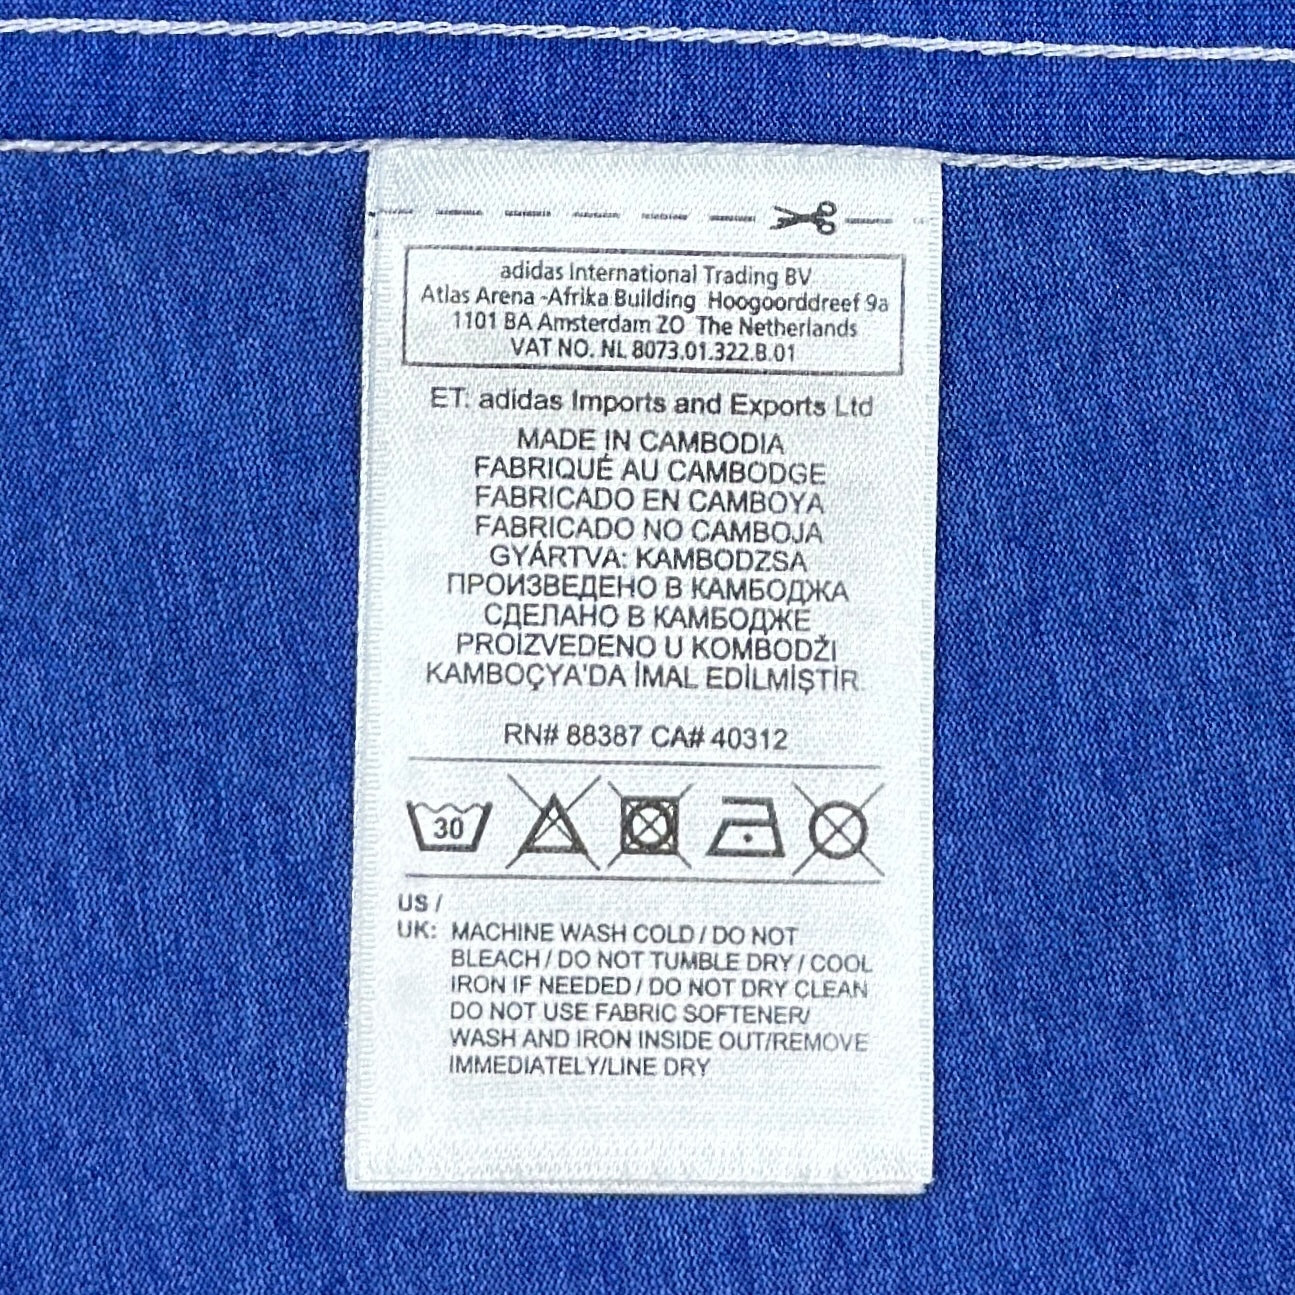 adidas International Trading BV
Atlas Arena -Afrika Building Hoogoorddreef 9a
1101 BA Amsterdam ZO The Netherlands
VAT NO. NL 8073.01.322.B.01
ET: adidas Imports and Exports Ltd
MADE IN CAMBODIA
FABRIQUÉ AU CAMBODGE
FABRICADO EN CAMBOYA
FABRICADO NO CAMBOJA
GYÁRTVA: KAMBODZSA
ПРОИЗВЕДЕНО В КАМБОДЖА
СДЕЛАНО В КАМБОДЖЕ
PROIZVEDENO U KOMBODŽI
KAMBOÇYA'DA İMAL EDİLMİŞTİR.
RN# 88387 CA# 40312
30
US /
UK: MACHINE WASH COLD / DO NOT
BLEACH / DO NOT TUMBLE DRY / COOL
IRON IF NEEDED / DO NOT DRY CLEAN
DO NOT USE FABRIC SOFTENER/
WASH AND IRON INSIDE OUT/REMOVE
IMMEDIATELY/LINE DRY